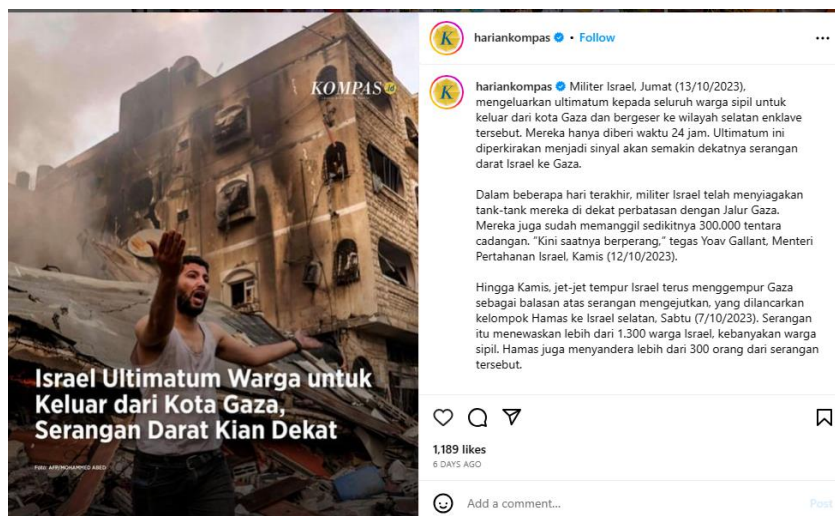 KOMPAS.id
Israel Ultimatum Warga untuk
Keluar dari Kota Gaza,
Serangan Darat Kian Dekat
Foto: AFP/MOHAMMED ABED
hariankompas • Follow
hariankompas Militer Israel, Jumat (13/10/2023),
mengeluarkan ultimatum kepada seluruh warga sipil untuk
keluar dari kota Gaza dan bergeser ke wilayah selatan enklave
tersebut. Mereka hanya diberi waktu 24 jam. Ultimatum ini
diperkirakan menjadi sinyal akan semakin dekatnya serangan
darat Israel ke Gaza.
Dalam beberapa hari terakhir, militer Israel telah menyiagakan
tank-tank mereka di dekat perbatasan dengan Jalur Gaza.
Mereka juga sudah memanggil sedikitnya 300.000 tentara
cadangan. "Kini saatnya berperang," tegas Yoav Gallant, Menteri
Pertahanan Israel, Kamis (12/10/2023).
Hingga Kamis, jet-jet tempur Israel terus menggempur Gaza
sebagai balasan atas serangan mengejutkan, yang dilancarkan
kelompok Hamas ke Israel selatan, Sabtu (7/10/2023). Serangan
itu menewaskan lebih dari 1.300 warga Israel, kebanyakan warga
sipil. Hamas juga menyandera lebih dari 300 orang dari serangan
tersebut.
1,189 likes
6 DAYS AGO
Add a comment...
Post